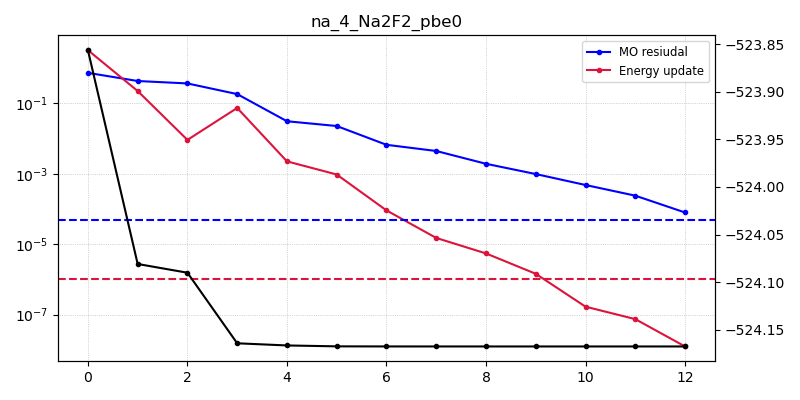 na_4_Na2F2_pbe0
MO resiudal
Energy update
10⁻¹
10⁻³
10⁻⁵
10⁻⁷
−523.85
−523.90
−523.95
−524.00
−524.05
−524.10
−524.15
0 2 4 6 8 10 12